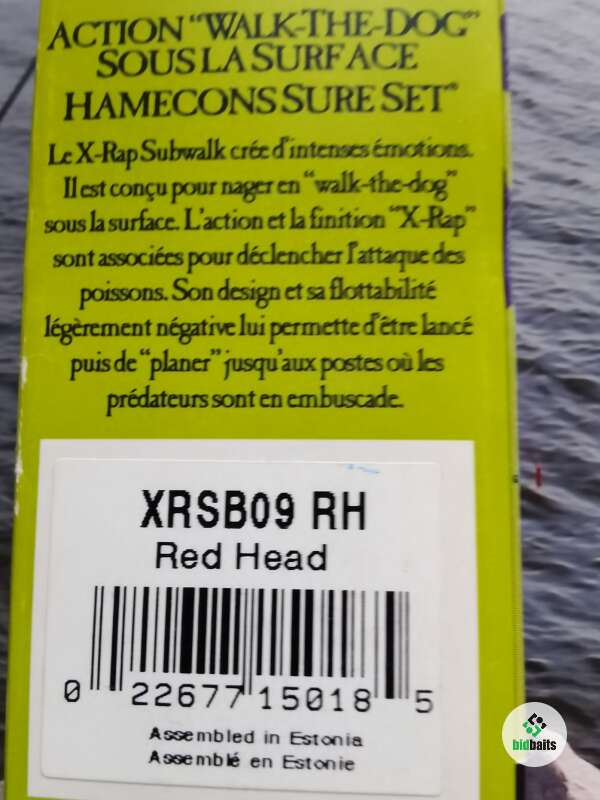 ACTION "WALK-THE-DOG"
SOUS LA SURFACE
HAMECONS SURE SET®
Le X-Rap Subwalk crée d'intenses émotions.
Il est conçu pour nager en "walk-the-dog"
sous la surface. L'action et la finition "X-Rap"
sont associées pour déclencher l'attaque des
poissons. Son design et sa flottabilité
légèrement négative lui permette d'être lancé
puis de "planer" jusqu'aux postes où les
prédateurs sont en embuscade.
XRSB09 RH
Red Head
0 22677 15018 5
Assembled in Estonia
Assemblé en Estonie
bidbaits